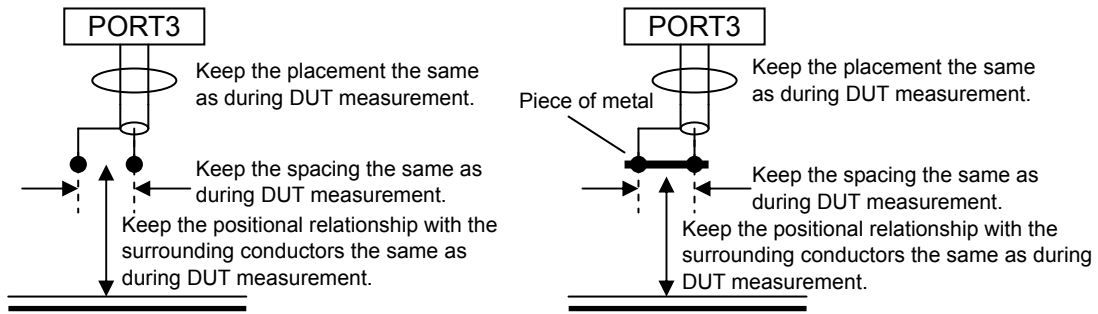 PORT3
Keep the placement the same
as during DUT measurement.
Keep the spacing the same as
during DUT measurement.
Keep the positional relationship with the
surrounding conductors the same as
during DUT measurement.
PORT3
Keep the placement the same
as during DUT measurement.
Piece of metal
Keep the spacing the same as
during DUT measurement.
Keep the positional relationship with the
surrounding conductors the same as during
DUT measurement.